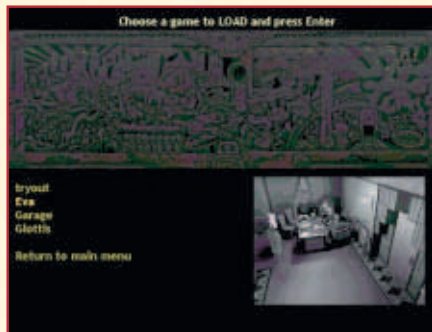 Choose a game to LOAD and press Enter
tryout
Eva
Garage
Glottis
Return to main menu